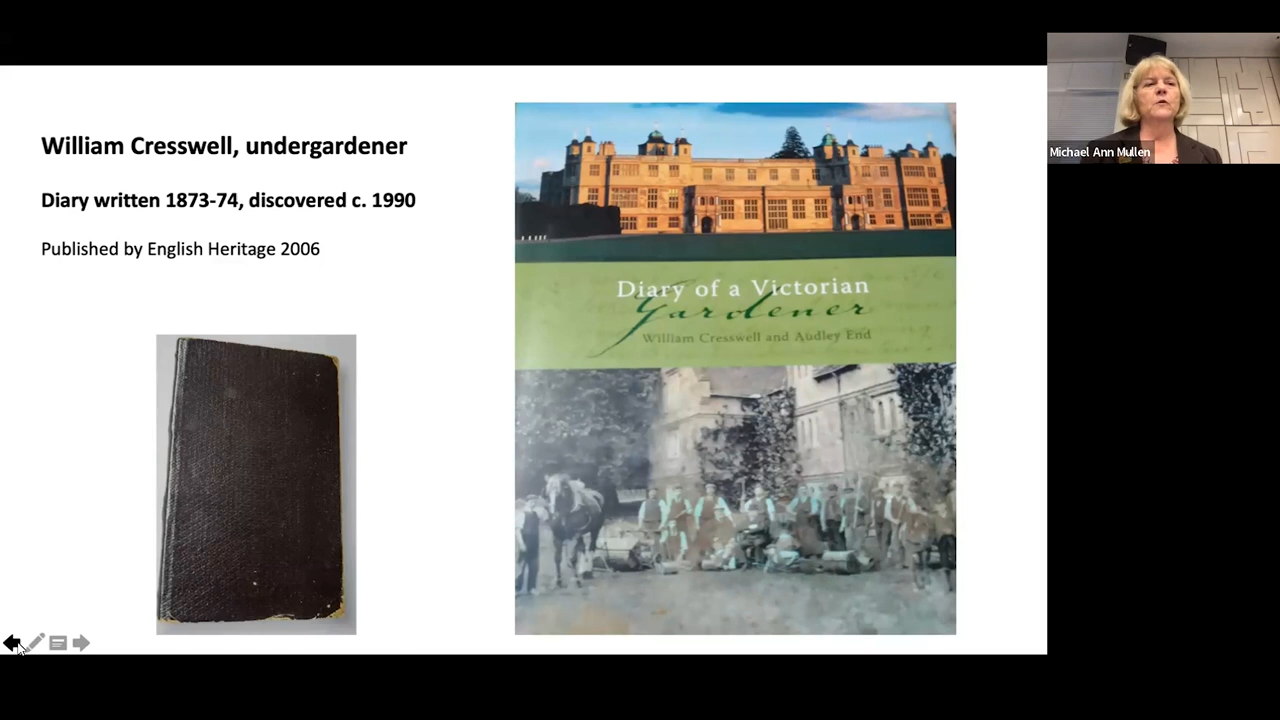 William Cresswell, undergardener
Diary written 1873-74, discovered c. 1990
Published by English Heritage 2006
Diary of a Victorian
Gardener
William Cresswell and Audley End
Michael Ann Mullen